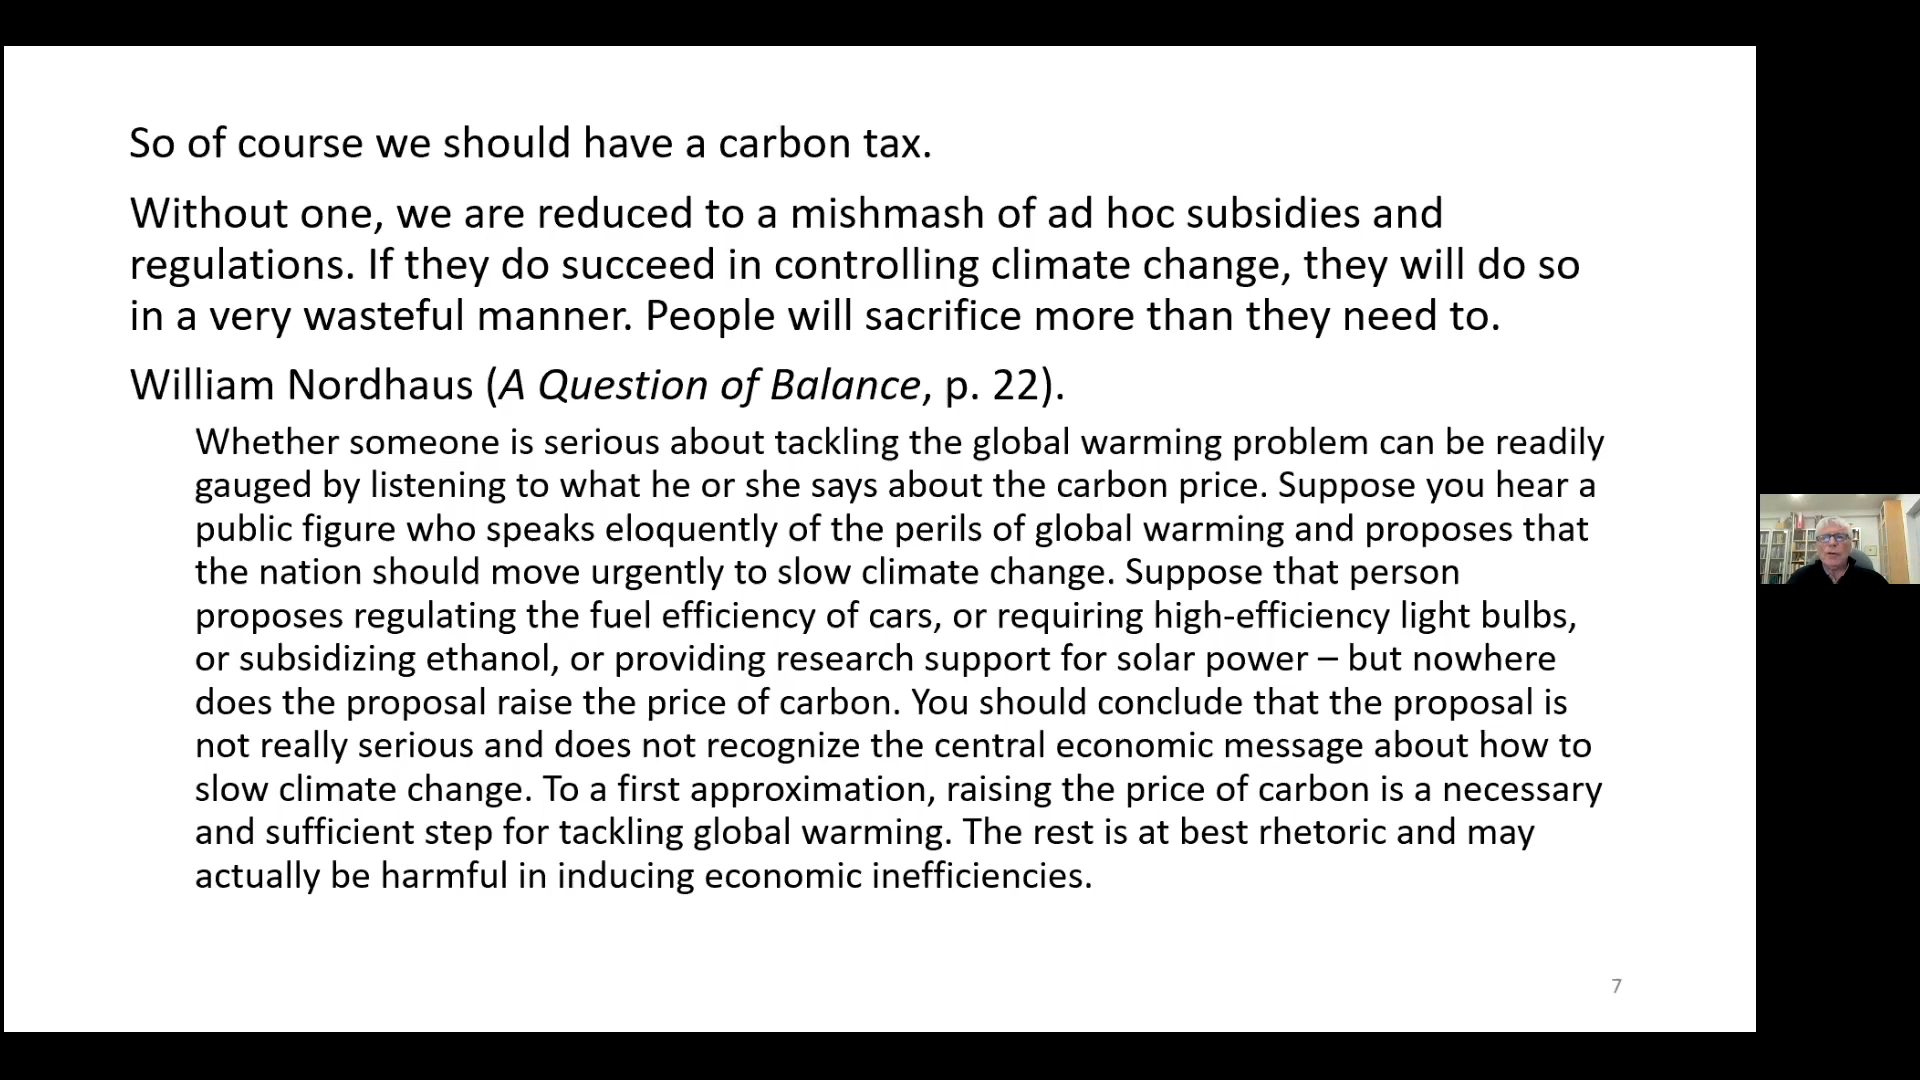 So of course we should have a carbon tax.
Without one, we are reduced to a mishmash of ad hoc subsidies and
regulations. If they do succeed in controlling climate change, they will do so
in a very wasteful manner. People will sacrifice more than they need to.
William Nordhaus (A Question of Balance, p. 22).
Whether someone is serious about tackling the global warming problem can be readily
gauged by listening to what he or she says about the carbon price. Suppose you hear a
public figure who speaks eloquently of the perils of global warming and proposes that
the nation should move urgently to slow climate change. Suppose that person
proposes regulating the fuel efficiency of cars, or requiring high-efficiency light bulbs,
or subsidizing ethanol, or providing research support for solar power – but nowhere
does the proposal raise the price of carbon. You should conclude that the proposal is
not really serious and does not recognize the central economic message about how to
slow climate change. To a first approximation, raising the price of carbon is a necessary
and sufficient step for tackling global warming. The rest is at best rhetoric and may
actually be harmful in inducing economic inefficiencies.
7